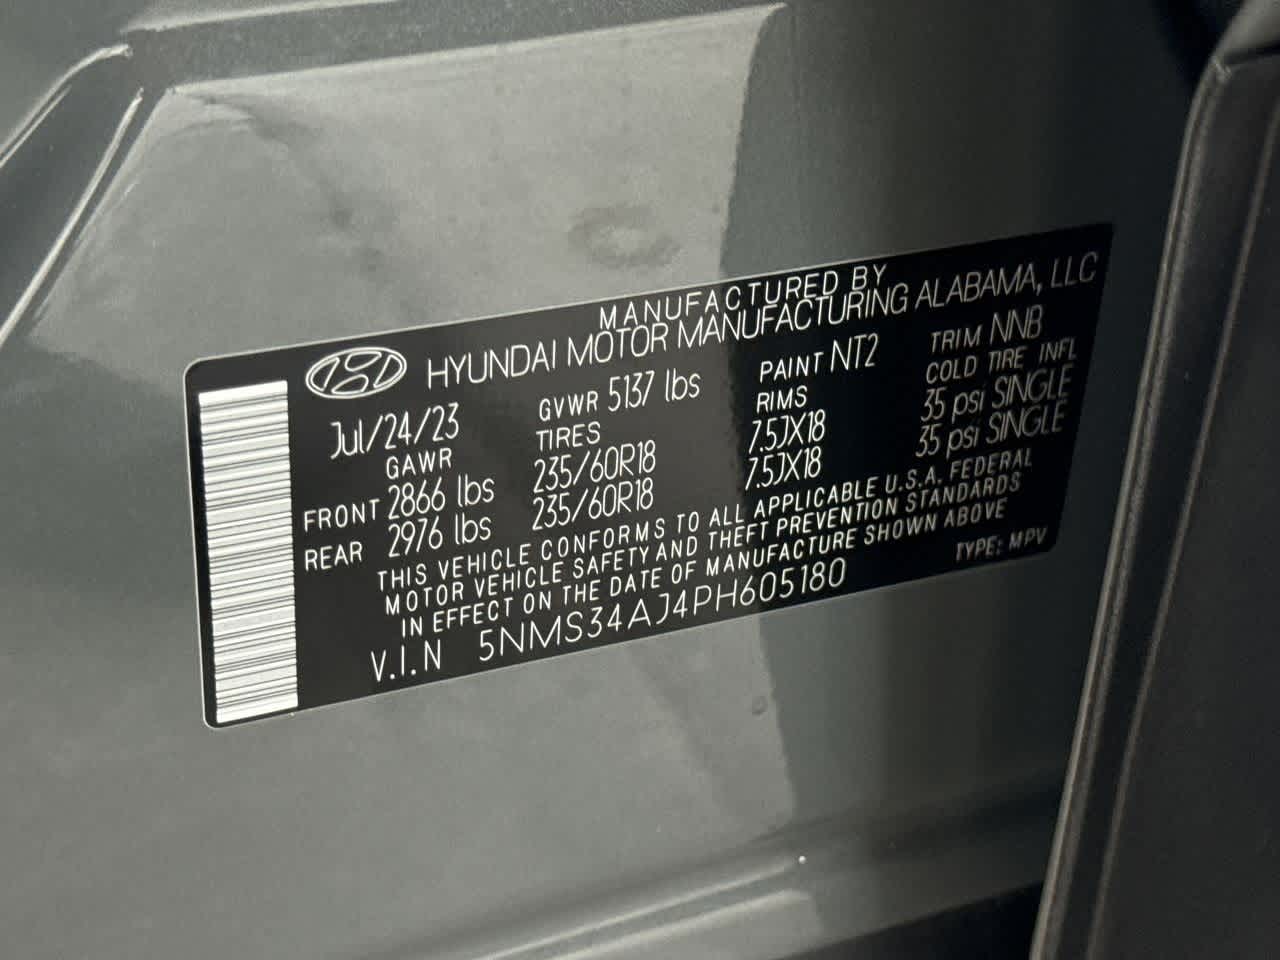 MANUFACTURED BY
HYUNDAI MOTOR MANUFACTURING ALABAMA, LLC
Jul/24/23 GVWR 5137 lbs PAINT NT2 TRIM NNB
GAWR TIRES RIMS COLD TIRE INFL
FRONT 2866 lbs 235/60R18 7.5JX18 35 psi SINGLE
REAR 2976 lbs 235/60R18 7.5JX18 35 psi SINGLE
THIS VEHICLE CONFORMS TO ALL APPLICABLE U.S.A. FEDERAL
MOTOR VEHICLE SAFETY AND THEFT PREVENTION STANDARDS
IN EFFECT ON THE DATE OF MANUFACTURE SHOWN ABOVE
V.I.N 5NMS34AJ4PH605180 TYPE: MPV